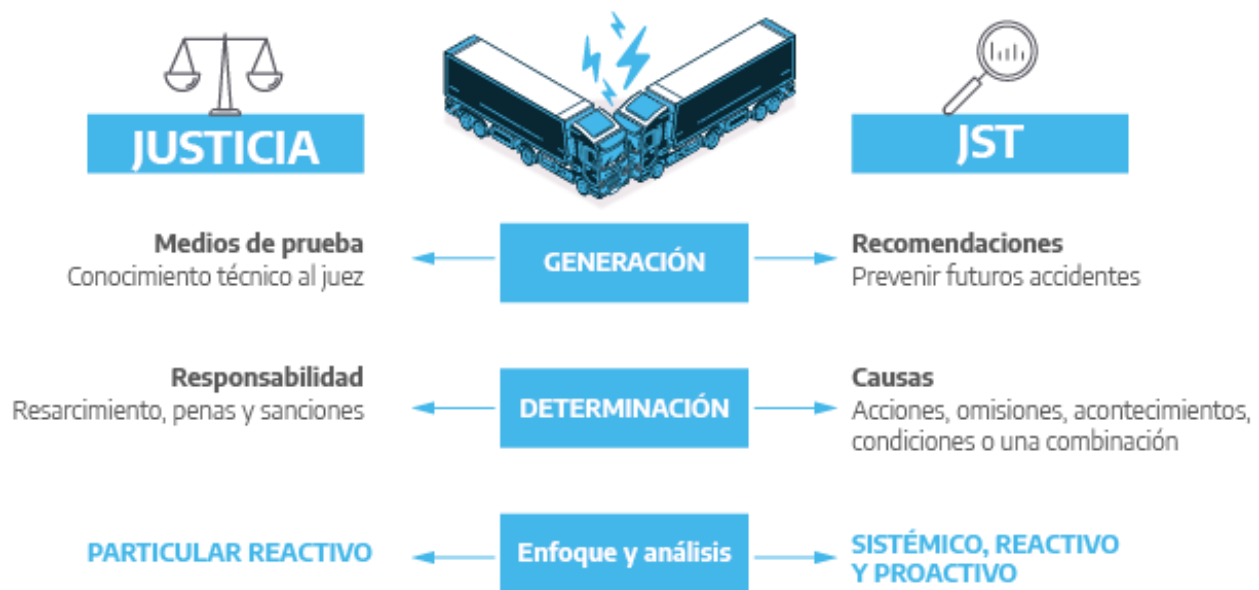 JUSTICIA
JST
Medios de prueba
Conocimiento técnico al juez
GENERACIÓN
Recomendaciones
Prevenir futuros accidentes
Responsabilidad
Resarcimiento, penas y sanciones
DETERMINACIÓN
Causas
Acciones, omisiones, acontecimientos,
condiciones o una combinación
PARTICULAR REACTIVO
Enfoque y análisis
SISTÉMICO, REACTIVO
Y PROACTIVO